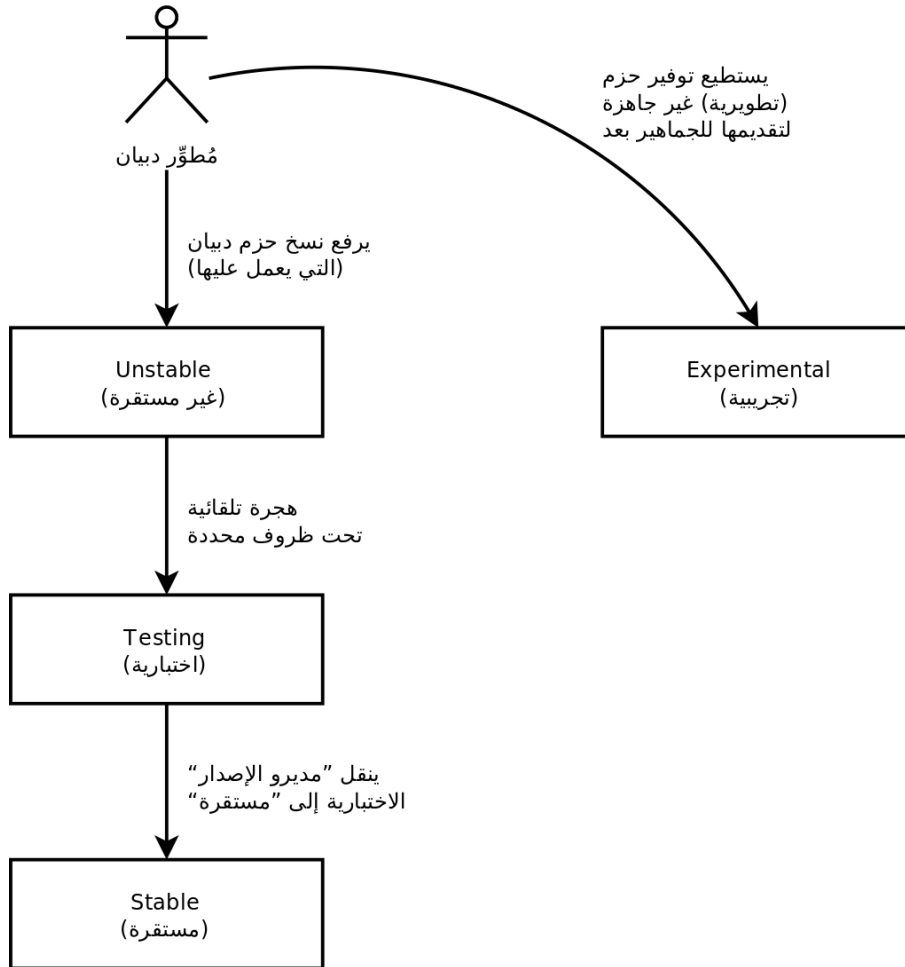 يستطيع توفير حزم
(تطويرية) غير جاهزة
لتقديمها للجماهير بعد
مُطوِّر دبيان
يرفع نسخ حزم دبيان
(التي يعمل عليها)
Unstable
(غير مستقرة)
Experimental
(تجريبية)
هجرة تلقائية
تحت ظروف محددة
Testing
(اختبارية)
ينقل ”مديرو الإصدار“
الاختبارية إلى ”مستقرة“
Stable
(مستقرة)